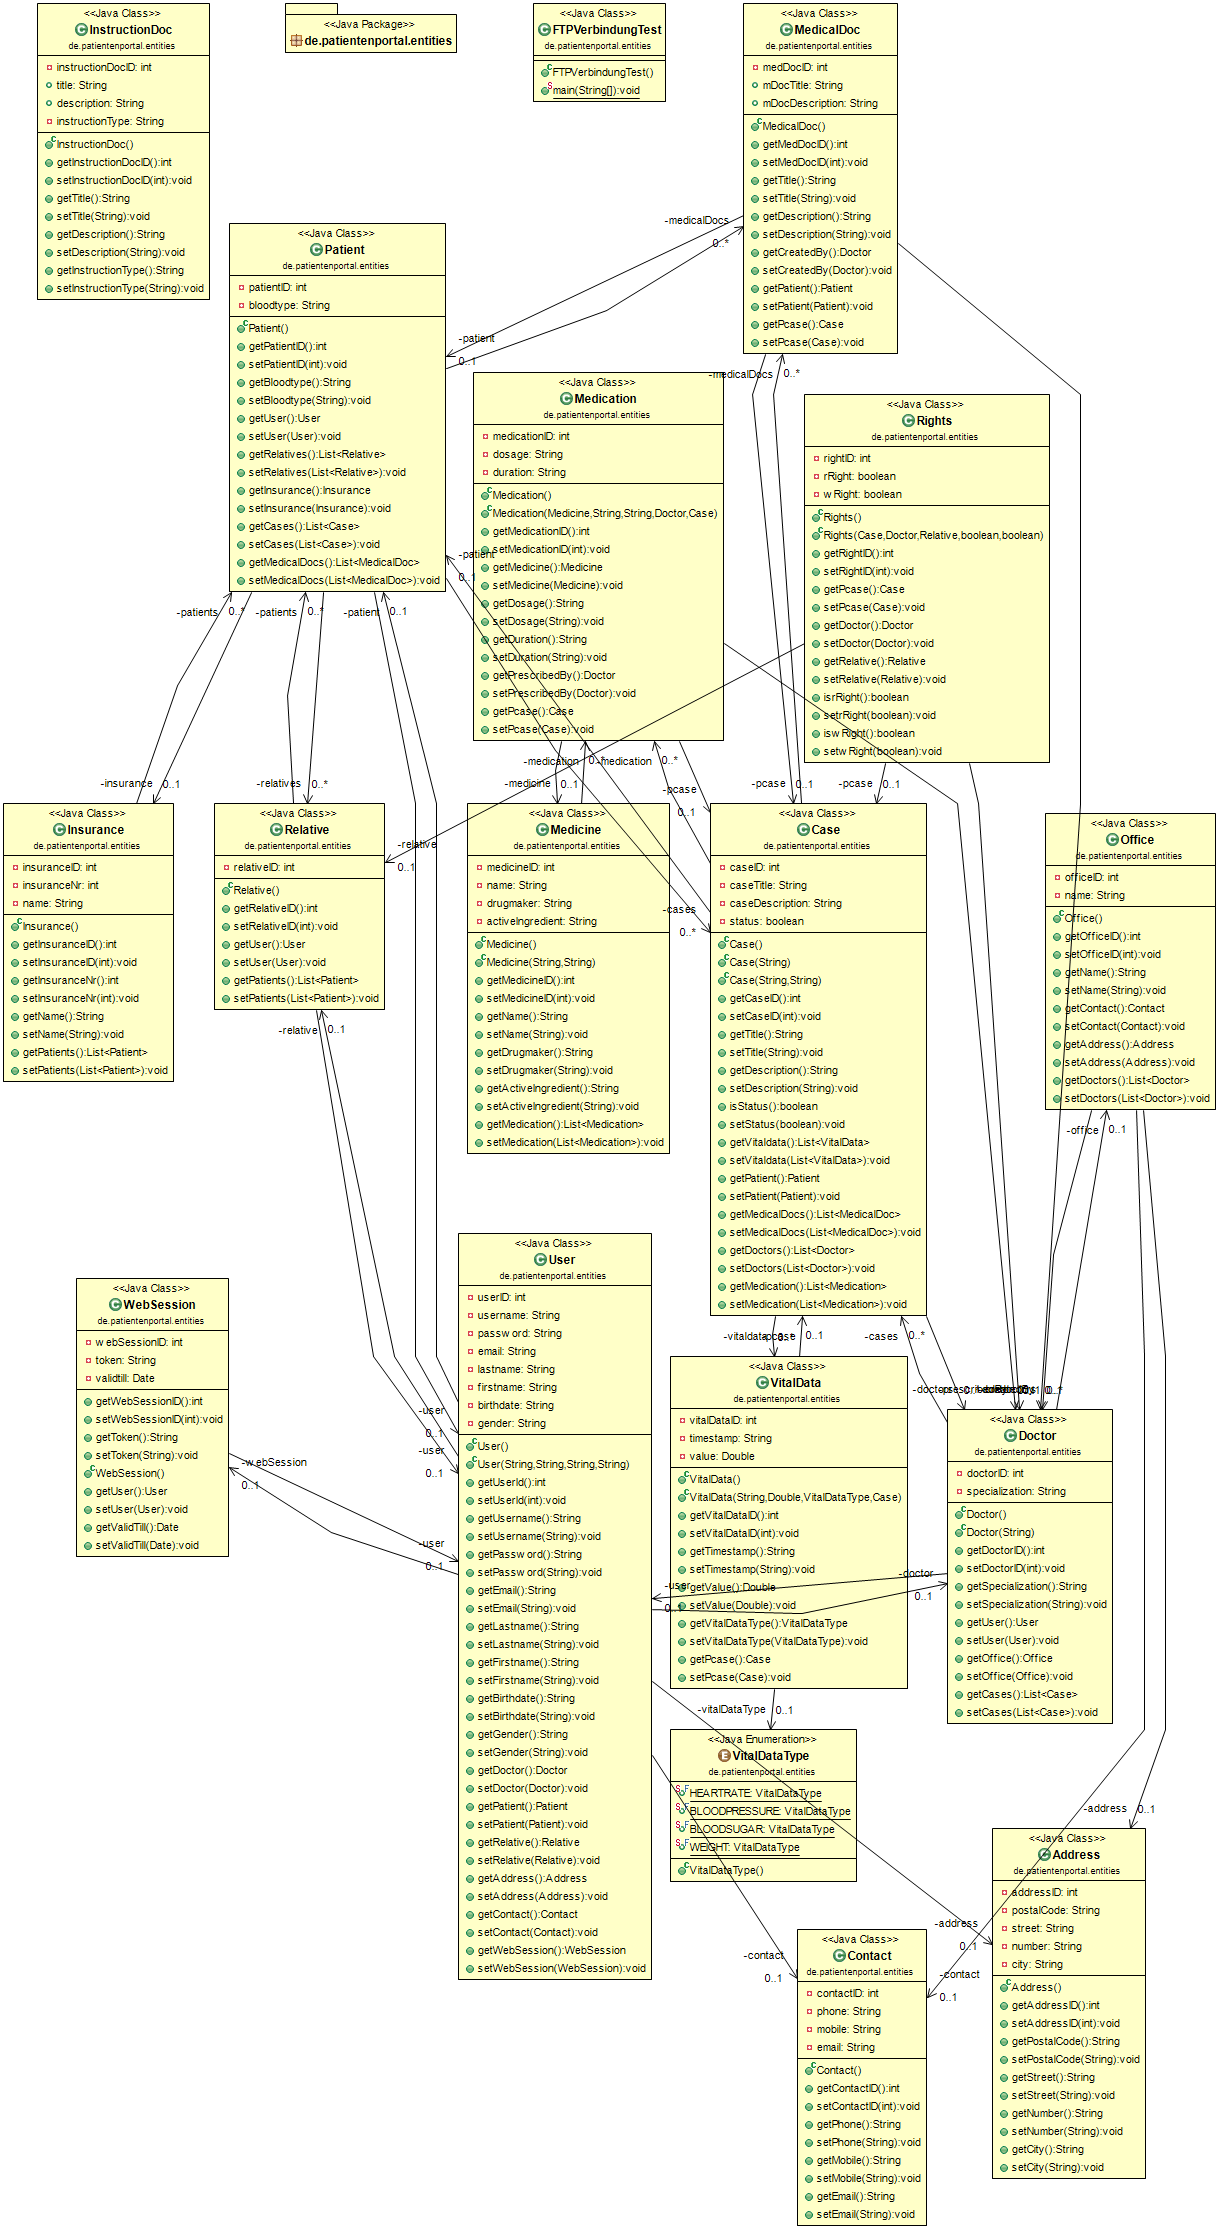 <<Java Class>>
InstructionDoc
de.patientenportal.entities
instructionDocID: int
title: String
description: String
instructionType: String
InstructionDoc()
getInstructionDocID():int
setInstructionDocID(int):void
getTitle():String
setTitle(String):void
getDescription():String
setDescription(String):void
getInstructionType():String
setInstructionType(String):void
<<Java Package>>
de.patientenportal.entities
<<Java Class>>
FTPVerbindungTest
de.patientenportal.entities
FTPVerbindungTest()
main(String[]):void
<<Java Class>>
MedicalDoc
de.patientenportal.entities
medDocID: int
mDocTitle: String
mDocDescription: String
MedicalDoc()
getMedDocID():int
setMedDocID(int):void
getTitle():String
setTitle(String):void
getDescription():String
setDescription(String):void
getCreatedBy():Doctor
setCreatedBy(Doctor):void
getPatient():Patient
setPatient(Patient):void
getPcase():Case
setPcase(Case):void
<<Java Class>>
Patient
de.patientenportal.entities
patientID: int
bloodtype: String
Patient()
getPatientID():int
setPatientID(int):void
getBloodtype():String
setBloodtype(String):void
getUser():User
setUser(User):void
getRelatives():List<Relative>
setRelatives(List<Relative>):void
getInsurance():Insurance
setInsurance(Insurance):void
getCases():List<Case>
setCases(List<Case>):void
getMedicalDocs():List<MedicalDoc>
setMedicalDocs(List<MedicalDoc>):void
-medicalDocs
0..*
-patient
0..1
-medicalDocs
0..*
<<Java Class>>
Medication
de.patientenportal.entities
medicationID: int
dosage: String
duration: String
Medication()
Medication(Medicine,String,String,Doctor,Case)
getMedicationID():int
setMedicationID(int):void
getMedicine():Medicine
setMedicine(Medicine):void
getDosage():String
setDosage(String):void
getDuration():String
setDuration(String):void
getPrescribedBy():Doctor
setPrescribedBy(Doctor):void
getPcase():Case
setPcase(Case):void
<<Java Class>>
Rights
de.patientenportal.entities
rightID: int
rRight: boolean
wRight: boolean
Rights()
Rights(Case,Doctor,Relative,boolean,boolean)
getRightID():int
setRightID(int):void
getPcase():Case
setPcase(Case):void
getDoctor():Doctor
setDoctor(Doctor):void
getRelative():Relative
setRelative(Relative):void
isrRight():boolean
setrRight(boolean):void
iswRight():boolean
setwRight(boolean):void
-patient
0..1
-patients
0..*
-patients
0..*
-patient
0..1
-insurance
0..1
-relatives
0..*
-medicine
0..1
-medication
0..*
-medication
0..*
-pcase
0..1
-pcase
0..1
-pcase
0..1
-relative
0..1
-relative
0..1
-cases
0..*
<<Java Class>>
Insurance
de.patientenportal.entities
insuranceID: int
insuranceNr: int
name: String
Insurance()
getInsuranceID():int
setInsuranceID(int):void
getInsuranceNr():int
setInsuranceNr(int):void
getName():String
setName(String):void
getPatients():List<Patient>
setPatients(List<Patient>):void
<<Java Class>>
Relative
de.patientenportal.entities
relativeID: int
Relative()
getRelativeID():int
setRelativeID(int):void
getUser():User
setUser(User):void
getPatients():List<Patient>
setPatients(List<Patient>):void
<<Java Class>>
Medicine
de.patientenportal.entities
medicineID: int
name: String
drugmaker: String
activeIngredient: String
Medicine()
Medicine(String,String)
getMedicineID():int
setMedicineID(int):void
getName():String
setName(String):void
getDrugmaker():String
setDrugmaker(String):void
getActiveIngredient():String
setActiveIngredient(String):void
getMedication():List<Medication>
setMedication(List<Medication>):void
<<Java Class>>
Case
de.patientenportal.entities
caseID: int
caseTitle: String
caseDescription: String
status: boolean
Case()
Case(String)
Case(String,String)
getCaseID():int
setCaseID(int):void
getTitle():String
setTitle(String):void
getDescription():String
setDescription(String):void
isStatus():boolean
setStatus(boolean):void
getVitaldata():List<VitalData>
setVitaldata(List<VitalData>):void
getPatient():Patient
setPatient(Patient):void
getMedicalDocs():List<MedicalDoc>
setMedicalDocs(List<MedicalDoc>):void
getDoctors():List<Doctor>
setDoctors(List<Doctor>):void
getMedication():List<Medication>
setMedication(List<Medication>):void
<<Java Class>>
Office
de.patientenportal.entities
officeID: int
name: String
Office()
getOfficeID():int
setOfficeID(int):void
getName():String
setName(String):void
getContact():Contact
setContact(Contact):void
getAddress():Address
setAddress(Address):void
getDoctors():List<Doctor>
setDoctors(List<Doctor>):void
-office
0..1
<<Java Class>>
WebSession
de.patientenportal.entities
webSessionID: int
token: String
validtill: Date
getWebSessionID():int
setWebSessionID(int):void
getToken():String
setToken(String):void
WebSession()
getUser():User
setUser(User):void
getValidTill():Date
setValidTill(Date):void
-webSession
0..1
-user
0..1
-user
0..1
-user
0..1
<<Java Class>>
User
de.patientenportal.entities
userID: int
username: String
password: String
email: String
lastname: String
firstname: String
birthdate: String
gender: String
User()
User(String,String,String,String)
getUserId():int
setUserId(int):void
getUsername():String
setUsername(String):void
getPassword():String
setPassword(String):void
getEmail():String
setEmail(String):void
getLastname():String
setLastname(String):void
getFirstname():String
setFirstname(String):void
getBirthdate():String
setBirthdate(String):void
getGender():String
setGender(String):void
getDoctor():Doctor
setDoctor(Doctor):void
getPatient():Patient
setPatient(Patient):void
getRelative():Relative
setRelative(Relative):void
getAddress():Address
setAddress(Address):void
getContact():Contact
setContact(Contact):void
getWebSession():WebSession
setWebSession(WebSession):void
-vitaldata
0..1
-cases
0..*
<<Java Class>>
VitalData
de.patientenportal.entities
vitalDataID: int
timestamp: String
value: Double
VitalData()
VitalData(String,Double,VitalDataType,Case)
getVitalDataID():int
setVitalDataID(int):void
getTimestamp():String
setTimestamp(String):void
getValue():Double
setValue(Double):void
getVitalDataType():VitalDataType
setVitalDataType(VitalDataType):void
getPcase():Case
setPcase(Case):void
-user
0..1
-doctor
0..1
<<Java Class>>
Doctor
de.patientenportal.entities
doctorID: int
specialization: String
Doctor()
Doctor(String)
getDoctorID():int
setDoctorID(int):void
getSpecialization():String
setSpecialization(String):void
getUser():User
setUser(User):void
getOffice():Office
setOffice(Office):void
getCases():List<Case>
setCases(List<Case>):void
-vitalDataType
0..1
<<Java Enumeration>>
VitalDataType
de.patientenportal.entities
HEARTRATE: VitalDataType
BLOODPRESSURE: VitalDataType
BLOODSUGAR: VitalDataType
WEIGHT: VitalDataType
VitalDataType()
-address
0..1
-address
0..1
-contact
0..1
-contact
0..1
<<Java Class>>
Address
de.patientenportal.entities
addressID: int
postalCode: String
street: String
number: String
city: String
Address()
getAddressID():int
setAddressID(int):void
getPostalCode():String
setPostalCode(String):void
getStreet():String
setStreet(String):void
getNumber():String
setNumber(String):void
getCity():String
setCity(String):void
<<Java Class>>
Contact
de.patientenportal.entities
contactID: int
phone: String
mobile: String
email: String
Contact()
getContactID():int
setContactID(int):void
getPhone():String
setPhone(String):void
getMobile():String
setMobile(String):void
getEmail():String
setEmail(String):void